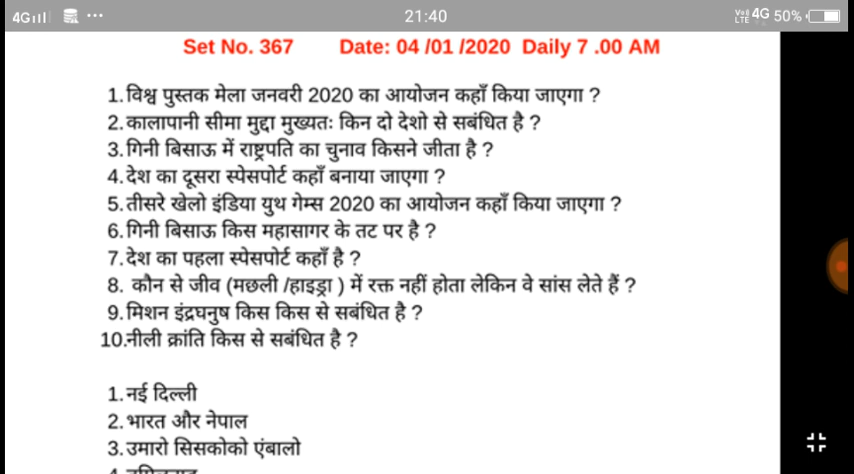 4G 21:40 VoLTE 4G 50%
Set No. 367 Date: 04 /01 /2020 Daily 7 .00 AM
1.विश्व पुस्तक मेला जनवरी 2020 का आयोजन कहाँ किया जाएगा ?
2.कालापानी सीमा मुद्दा मुख्यतः किन दो देशो से सबंधित है ?
3.गिनी बिसाऊ में राष्ट्रपति का चुनाव किसने जीता है ?
4.देश का दूसरा स्पेसपोर्ट कहाँ बनाया जाएगा ?
5.तीसरे खेलो इंडिया युथ गेम्स 2020 का आयोजन कहाँ किया जाएगा ?
6.गिनी बिसाऊ किस महासागर के तट पर है ?
7.देश का पहला स्पेसपोर्ट कहाँ है ?
8. कौन से जीव (मछली /हाइड्रा ) में रक्त नहीं होता लेकिन वे सांस लेते हैं ?
9.मिशन इंद्रघनुष किस किस से सबंधित है ?
10.नीली क्रांति किस से सबंधित है ?
1.नई दिल्ली
2.भारत और नेपाल
3.उमारो सिसकोको एंबालो